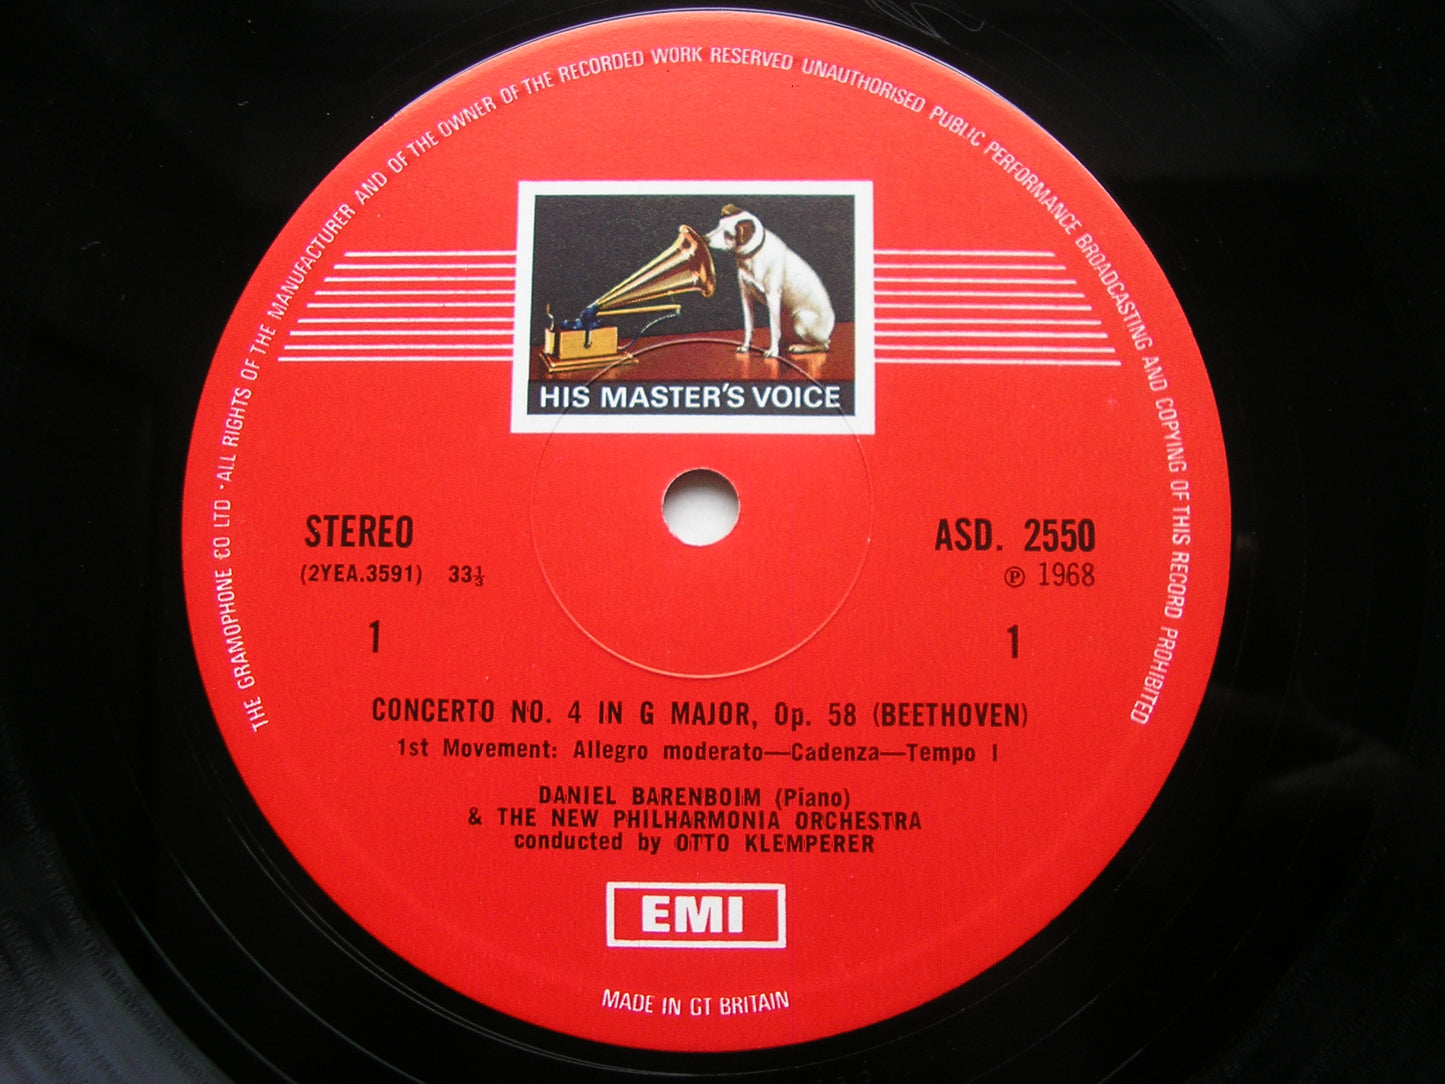 THE GRAMOPHONE CO LTD · ALL RIGHTS OF THE MANUFACTURER AND OF THE OWNER OF THE RECORDED WORK RESERVED UNAUTHORISED PUBLIC PERFORMANCE BROADCASTING AND COPYING OF THIS RECORD PROHIBITED
HIS MASTER'S VOICE
STEREO ASD. 2550
(2YEA.3591) 33⅓ ℗ 1968
1 1
CONCERTO NO. 4 IN G MAJOR, Op. 58 (BEETHOVEN)
1st Movement: Allegro moderato—Cadenza—Tempo I
DANIEL BARENBOIM (Piano)
& THE NEW PHILHARMONIA ORCHESTRA
conducted by OTTO KLEMPERER
EMI
MADE IN GT BRITAIN